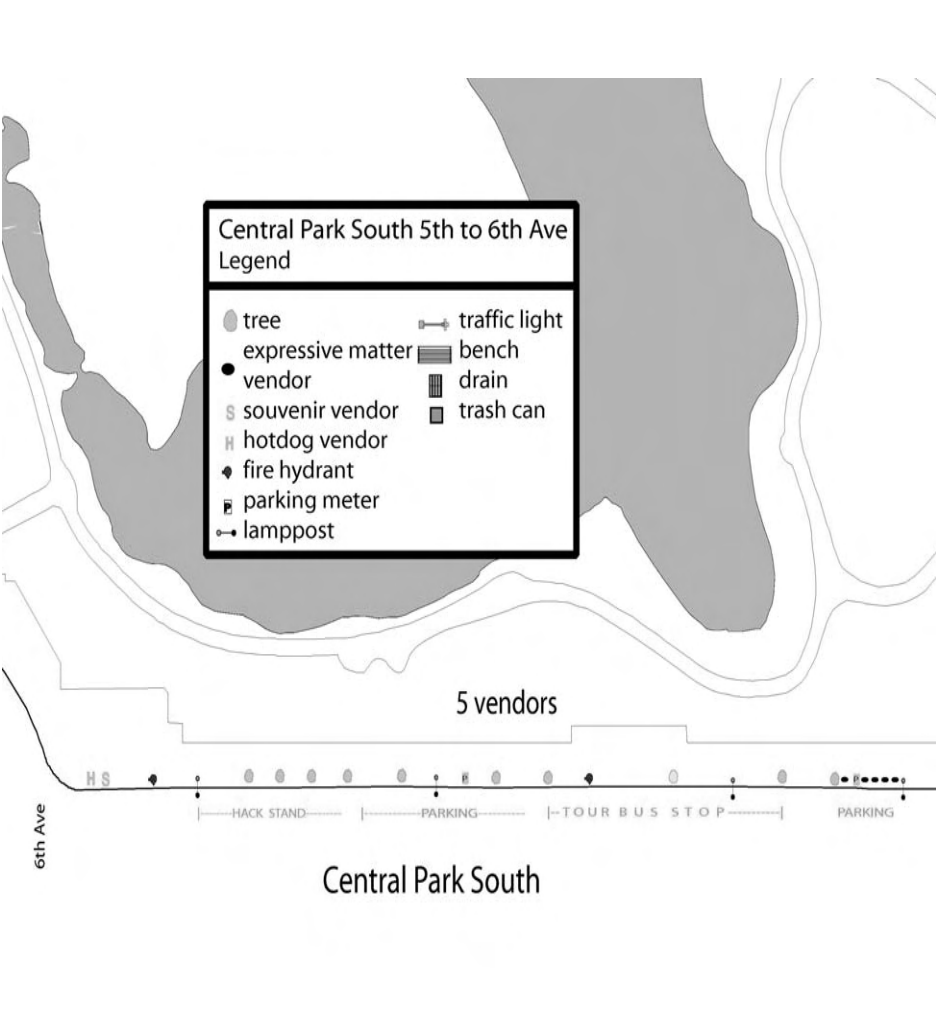 Central Park South 5th to 6th Ave
Legend
tree
expressive matter
vendor
S souvenir vendor
H hotdog vendor
fire hydrant
P parking meter
lamppost
traffic light
bench
drain
trash can
5 vendors
H S
P
P
HACK STAND
PARKING
TOUR BUS STOP
PARKING
6th Ave
Central Park South